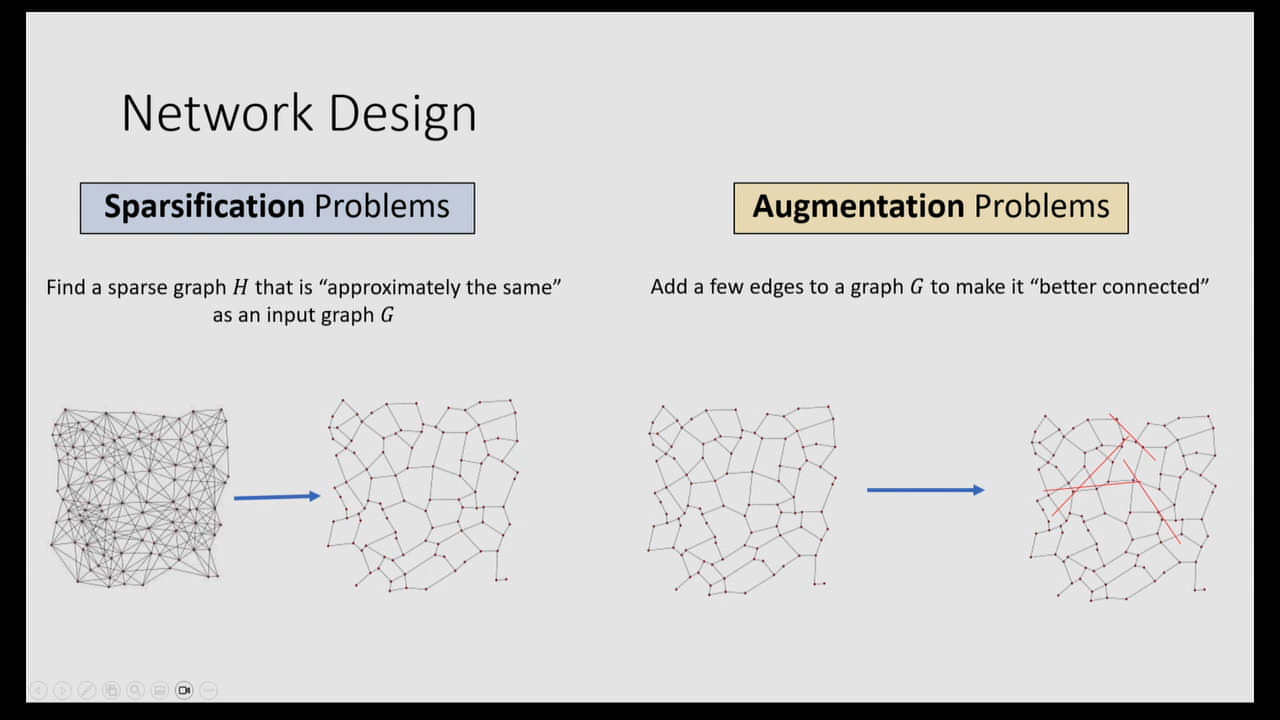 Network Design
Sparsification Problems
Augmentation Problems
Find a sparse graph 𝐻 that is “approximately the same”
as an input graph 𝐺
Add a few edges to a graph 𝐺 to make it “better connected”